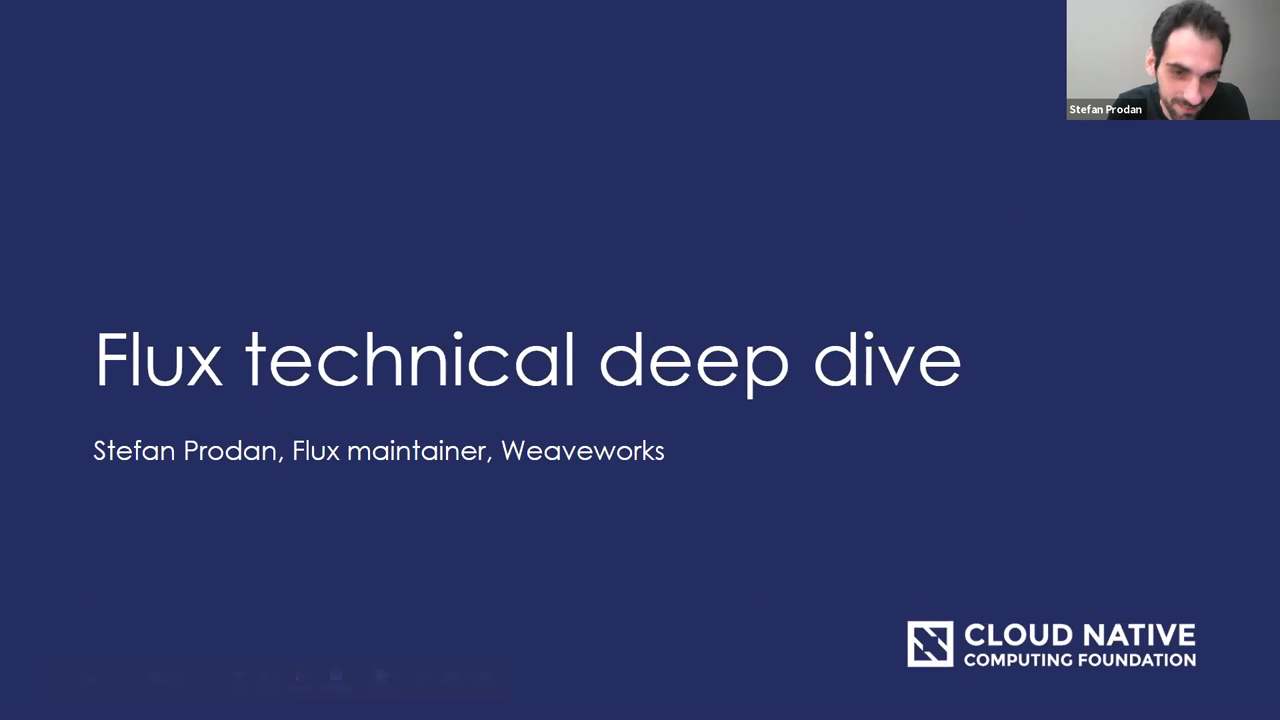 Stefan Prodan
Flux technical deep dive
Stefan Prodan, Flux maintainer, Weaveworks
CLOUD NATIVE
COMPUTING FOUNDATION